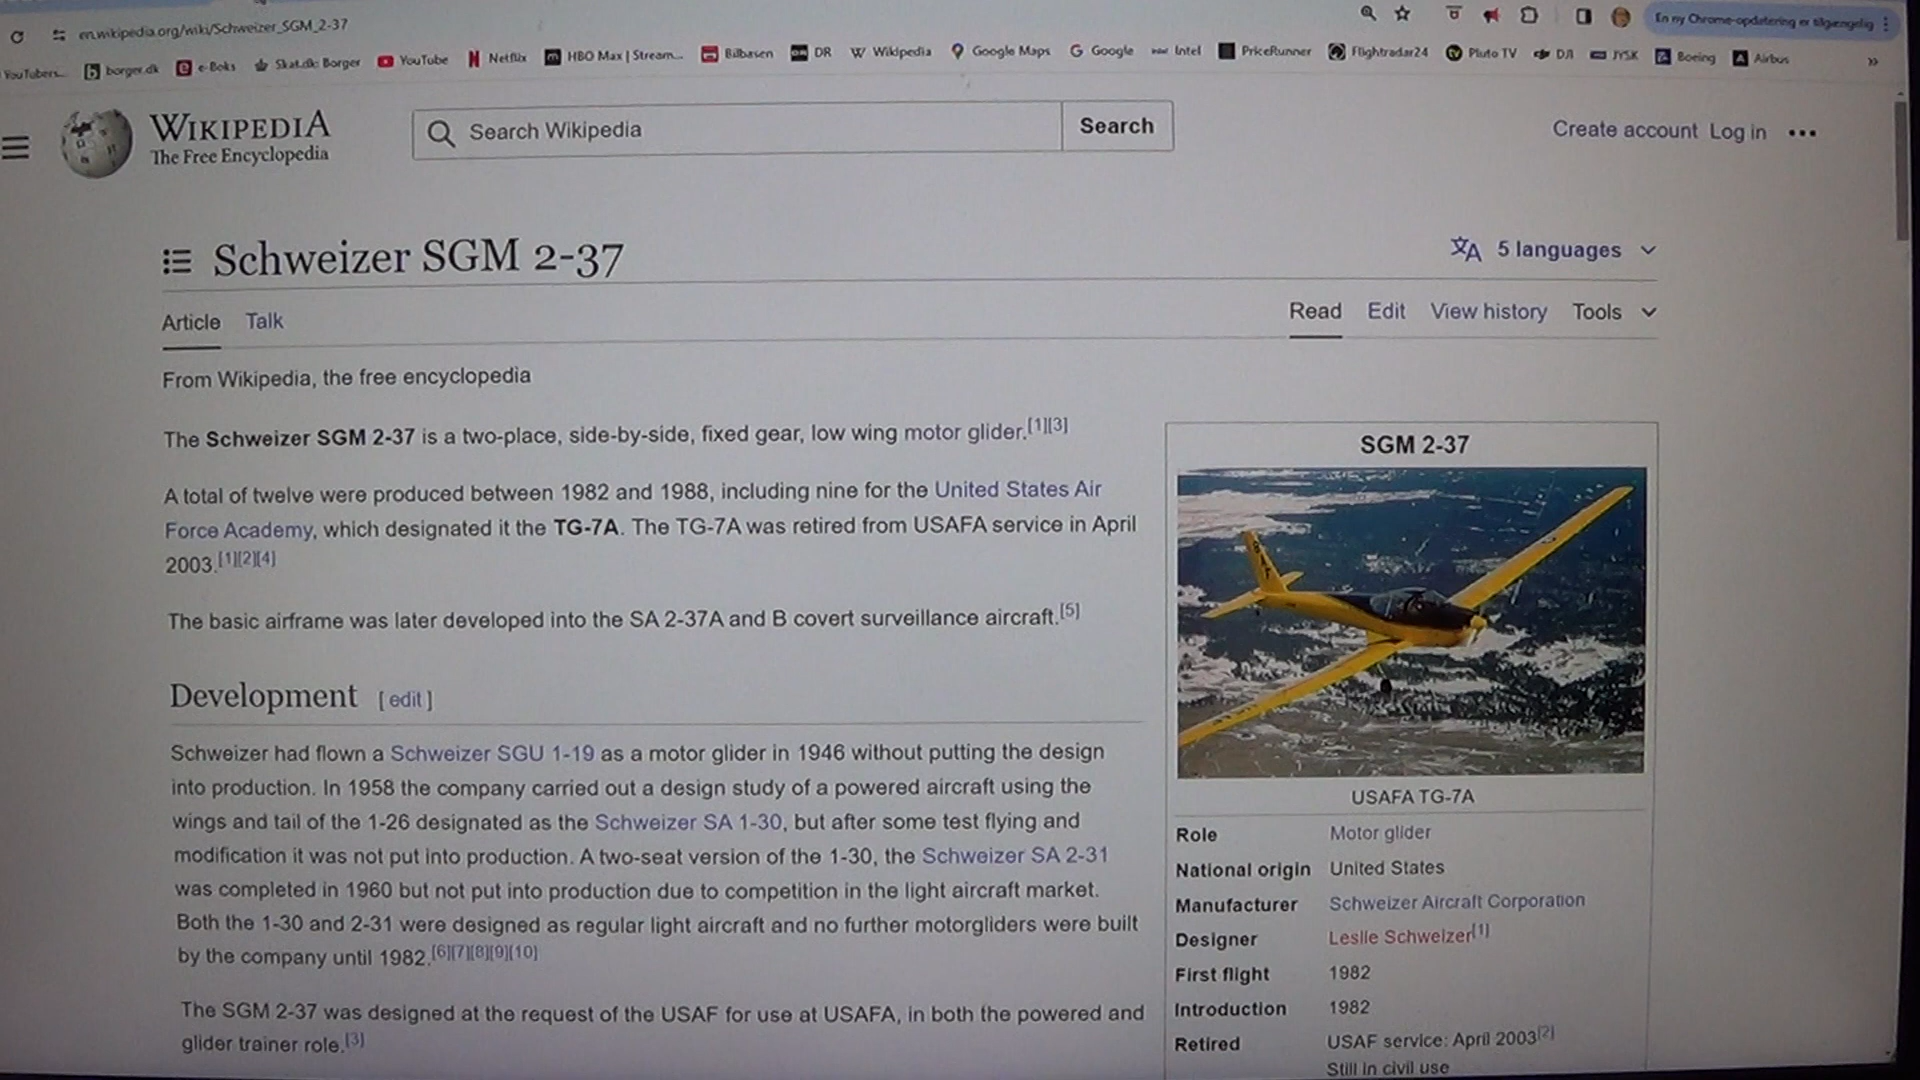 en.wikipedia.org/wiki/Schweizer_SGM_2-37
En ny Chrome-opdatering er tilgængelig
YouTubers... borger.dk e-Boks Skat.dk: Borger YouTube Netflix HBO Max | Stream... Bilbasen DR Wikipedia Google Maps Google Intel PriceRunner Flightradar24 Pluto TV DJI JYSK Boeing Airbus »
WIKIPEDIA
The Free Encyclopedia
Search Wikipedia
Search
Create account Log in
Schweizer SGM 2-37
5 languages
Article Talk
Read Edit View history Tools
From Wikipedia, the free encyclopedia
The Schweizer SGM 2-37 is a two-place, side-by-side, fixed gear, low wing motor glider.[1][3]
A total of twelve were produced between 1982 and 1988, including nine for the United States Air
Force Academy, which designated it the TG-7A. The TG-7A was retired from USAFA service in April
2003.[1][2][4]
The basic airframe was later developed into the SA 2-37A and B covert surveillance aircraft.[5]
Development [ edit ]
Schweizer had flown a Schweizer SGU 1-19 as a motor glider in 1946 without putting the design
into production. In 1958 the company carried out a design study of a powered aircraft using the
wings and tail of the 1-26 designated as the Schweizer SA 1-30, but after some test flying and
modification it was not put into production. A two-seat version of the 1-30, the Schweizer SA 2-31
was completed in 1960 but not put into production due to competition in the light aircraft market.
Both the 1-30 and 2-31 were designed as regular light aircraft and no further motorgliders were built
by the company until 1982.[6][7][8][9][10]
The SGM 2-37 was designed at the request of the USAF for use at USAFA, in both the powered and
glider trainer role.[3]
SGM 2-37
USAFA TG-7A
Role Motor glider
National origin United States
Manufacturer Schweizer Aircraft Corporation
Designer Leslie Schweizer[1]
First flight 1982
Introduction 1982
Retired USAF service: April 2003[2]
Still in civil use